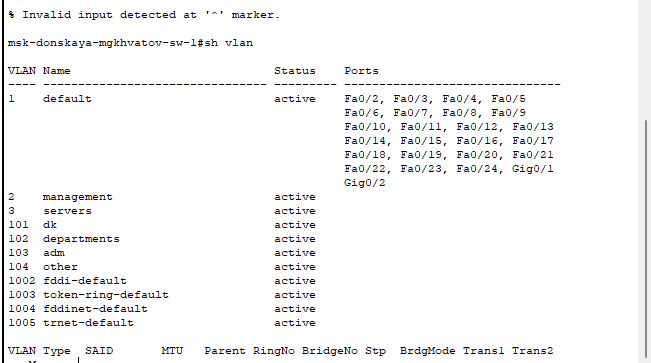 % Invalid input detected at '^' marker.
msk-donskaya-mgkhvatov-sw-1#sh vlan
VLAN Name                             Status    Ports
---- -------------------------------- --------- -------------------------------
1    default                          active    Fa0/2, Fa0/3, Fa0/4, Fa0/5
                                                Fa0/6, Fa0/7, Fa0/8, Fa0/9
                                                Fa0/10, Fa0/11, Fa0/12, Fa0/13
                                                Fa0/14, Fa0/15, Fa0/16, Fa0/17
                                                Fa0/18, Fa0/19, Fa0/20, Fa0/21
                                                Fa0/22, Fa0/23, Fa0/24, Gig0/1
                                                Gig0/2
2    management                       active
3    servers                          active
101  dk                               active
102  departments                      active
103  adm                              active
104  other                            active
1002 fddi-default                     active
1003 token-ring-default               active
1004 fddinet-default                  active
1005 trnet-default                    active
VLAN Type  SAID       MTU   Parent RingNo BridgeNo Stp  BrdgMode Trans1 Trans2